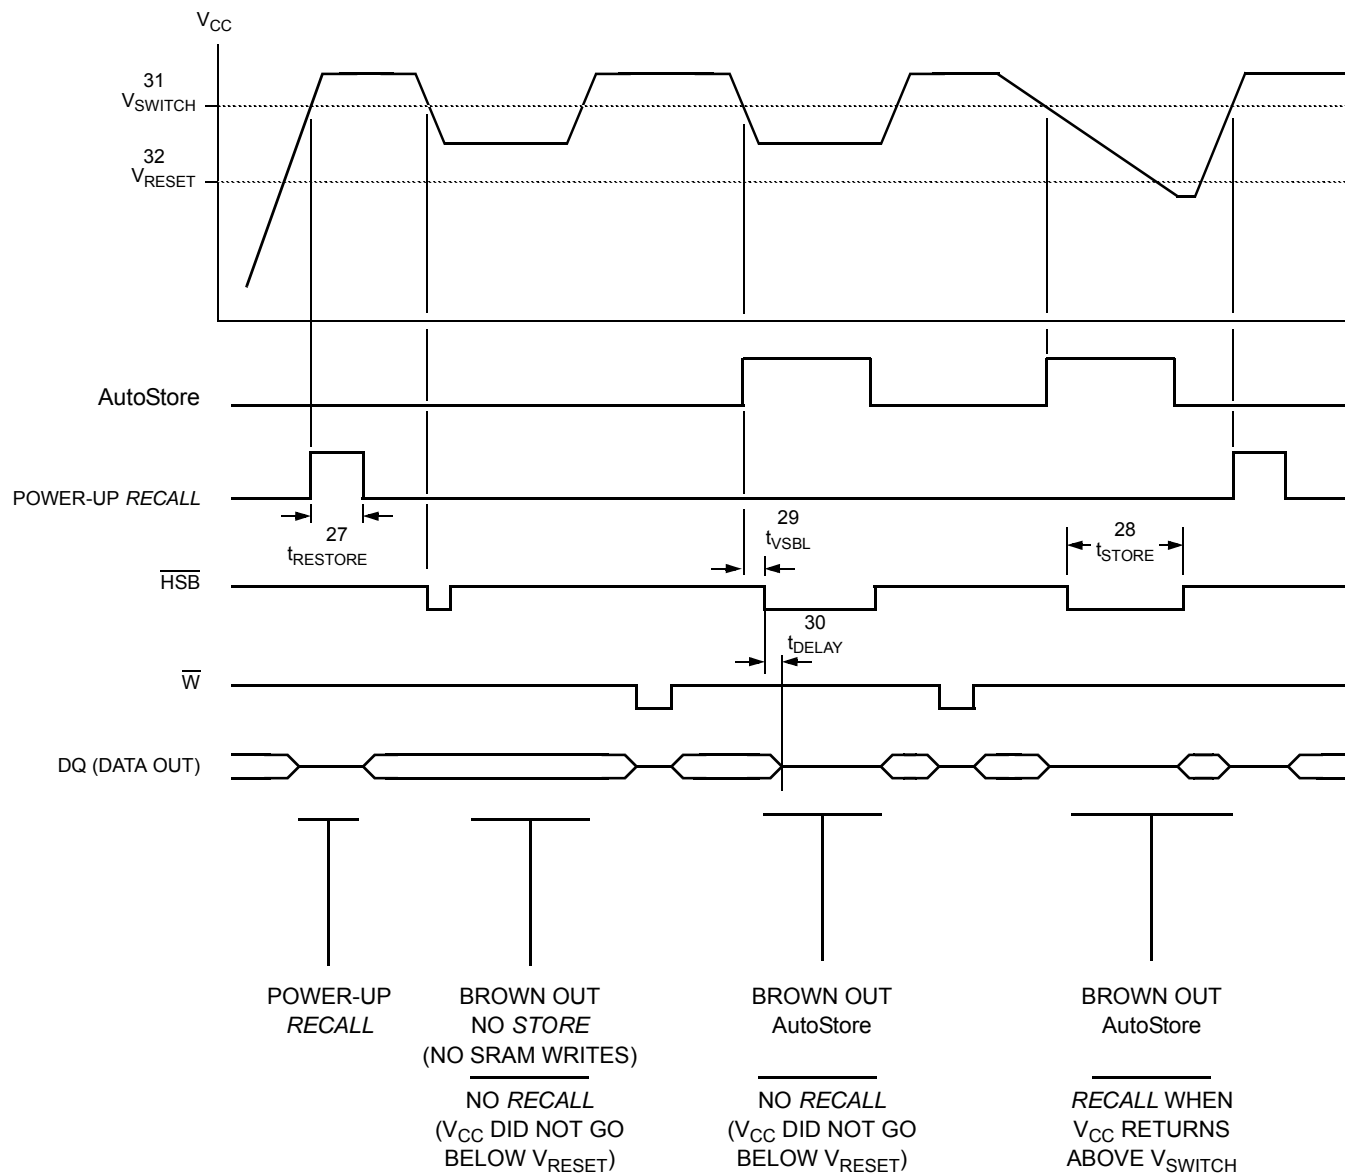 VCC
31
VSWITCH
32
VRESET
AutoStore
POWER-UP RECALL
27
tRESTORE
29
tVSBL
28
tSTORE
HSB
30
tDELAY
W
DQ (DATA OUT)
POWER-UP
RECALL
BROWN OUT
NO STORE
(NO SRAM WRITES)
NO RECALL
(VCC DID NOT GO
BELOW VRESET)
BROWN OUT
AutoStore
NO RECALL
(VCC DID NOT GO
BELOW VRESET)
BROWN OUT
AutoStore
RECALL WHEN
VCC RETURNS
ABOVE VSWITCH